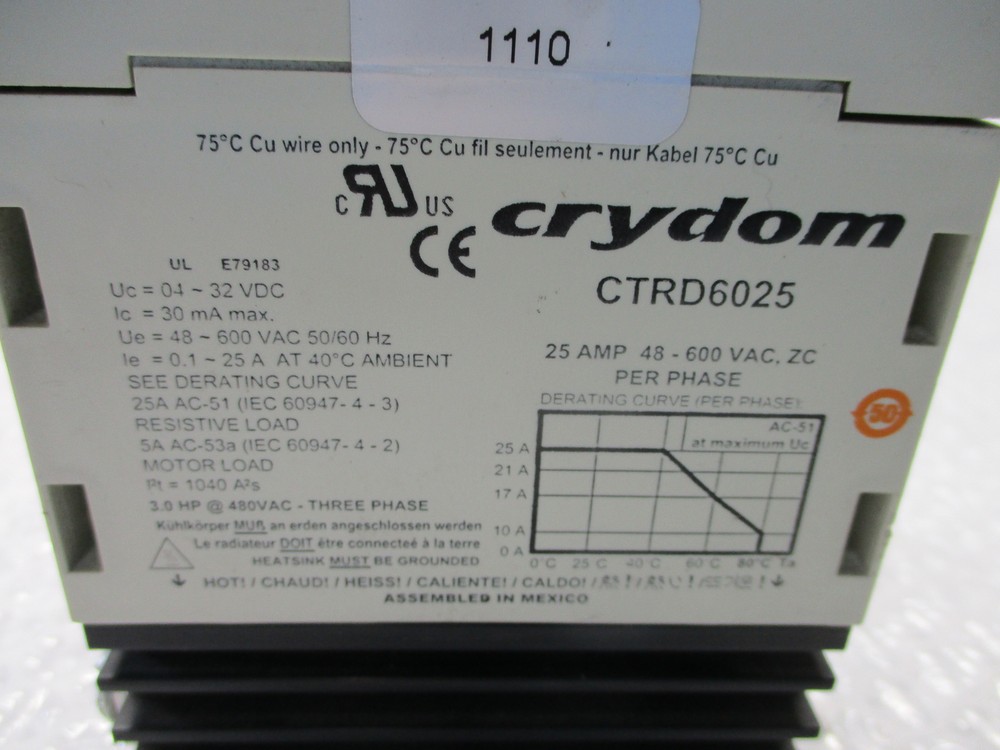 1110
75°C Cu wire only - 75°C Cu fil seulement - nur Kabel 75°C Cu
C RU US
CE
crydom
CTRD6025
UL E79183
Uc = 04 ~ 32 VDC
Ic = 30 mA max.
Ue = 48 ~ 600 VAC 50/60 Hz
Ie = 0.1 ~ 25 A AT 40°C AMBIENT
SEE DERATING CURVE
25A AC-51 (IEC 60947- 4 - 3)
RESISTIVE LOAD
5A AC-53a (IEC 60947- 4 - 2)
MOTOR LOAD
I²t = 1040 A²s
3.0 HP @ 480VAC - THREE PHASE
Kühlkörper MUß an erden angeschlossen werden
Le radiateur DOIT être connecteé à la terre
HEATSINK MUST BE GROUNDED
25 AMP 48 - 600 VAC, ZC
PER PHASE
DERATING CURVE (PER PHASE):
AC-51
at maximum Uc
25 A
21 A
17 A
10 A
0 A
0°C 25 C 40°C 60°C 80°C Ta
50
HOT! / CHAUD! / HEISS! / CALIENTE! / CALDO! /
ASSEMBLED IN MEXICO